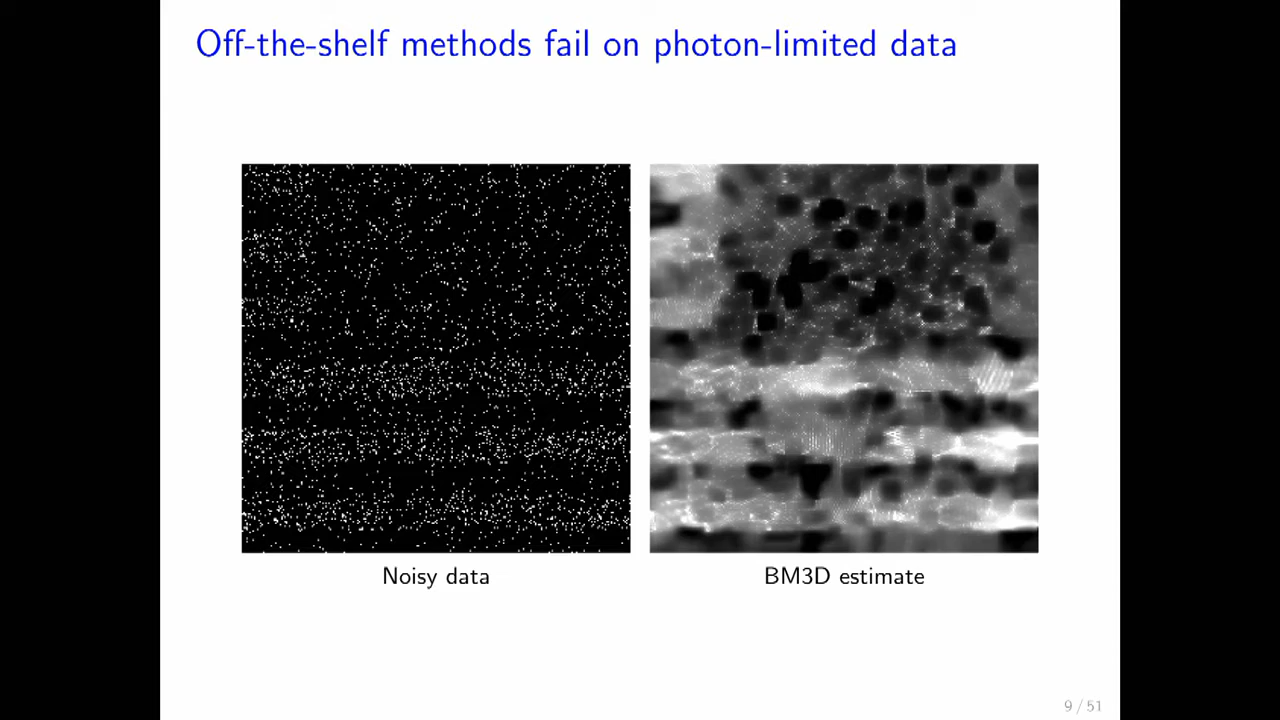 Off-the-shelf methods fail on photon-limited data
Noisy data
BM3D estimate
9 / 51